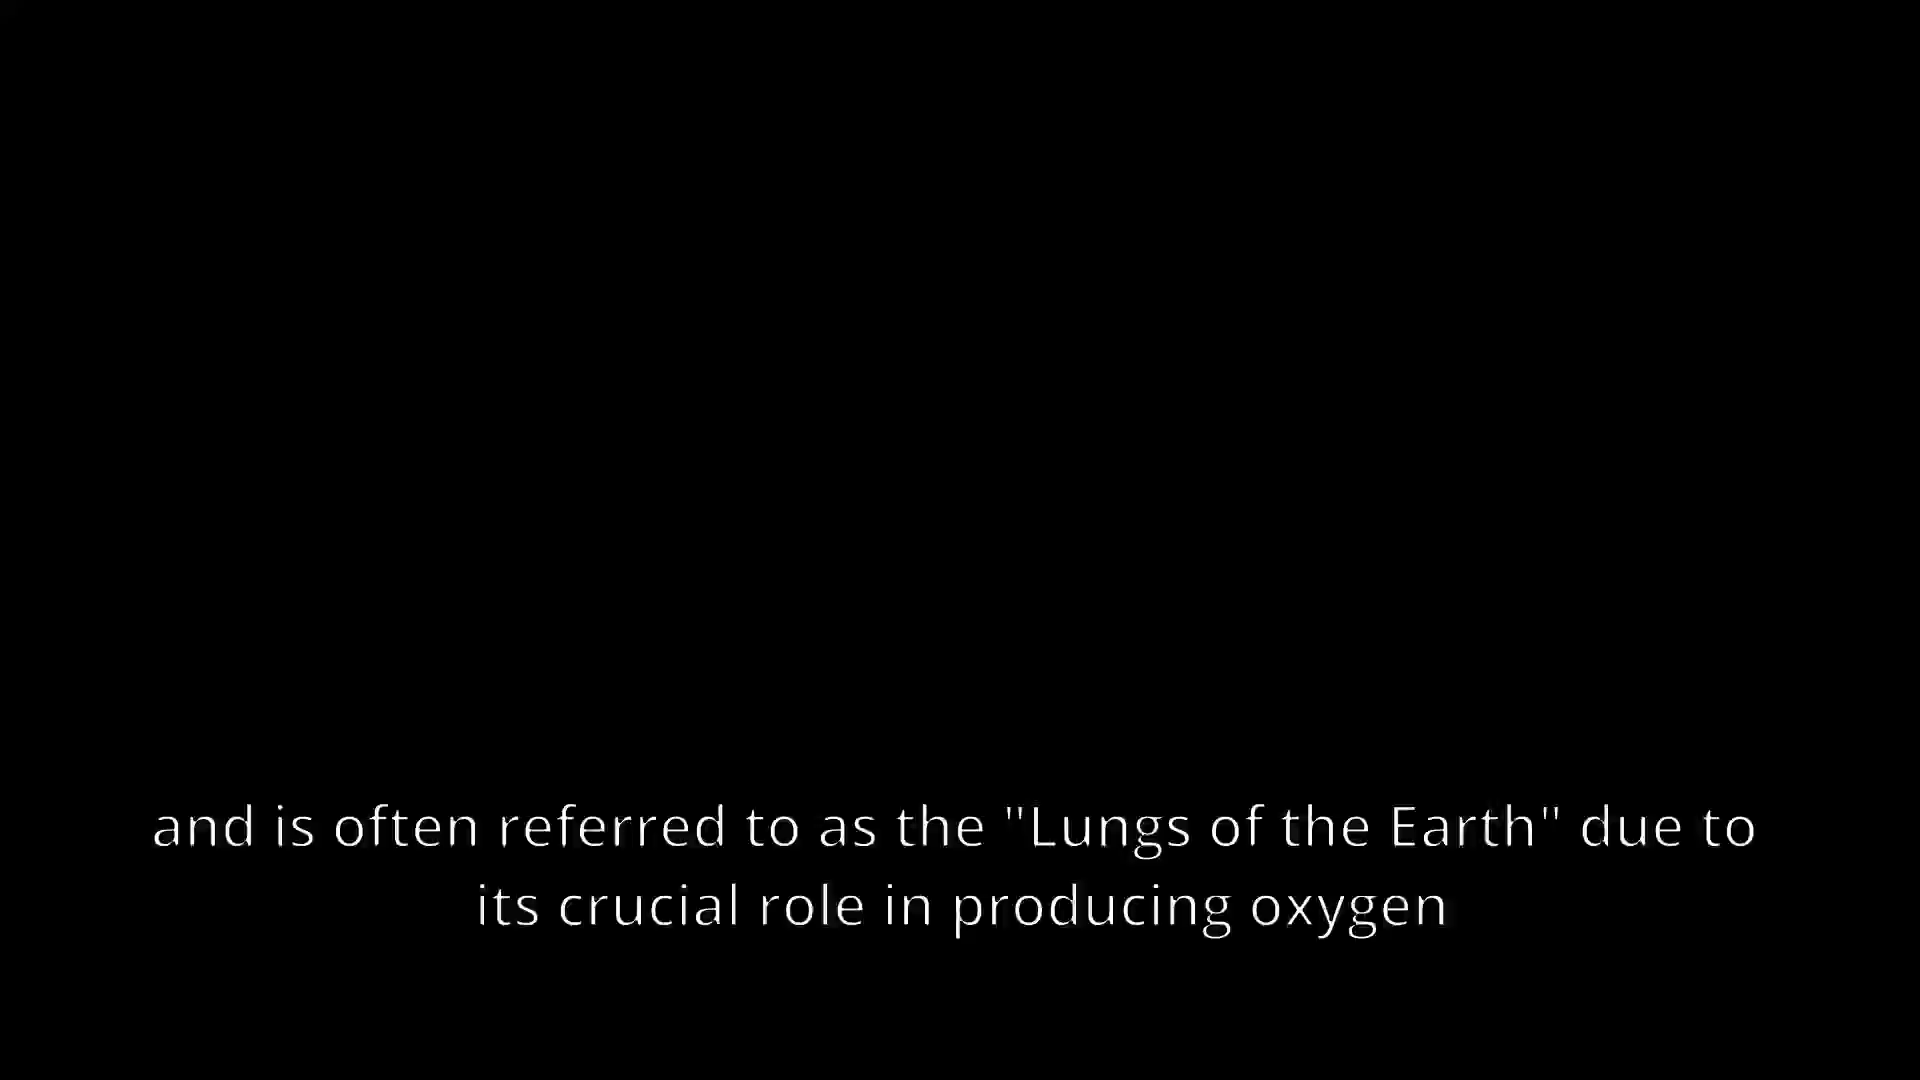 and is often referred to as the "Lungs of the Earth" due to
its crucial role in producing oxygen